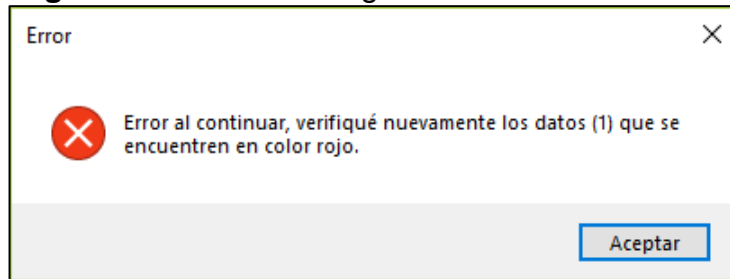 Error
Error al continuar, verifiqué nuevamente los datos (1) que se
encuentren en color rojo.
Aceptar